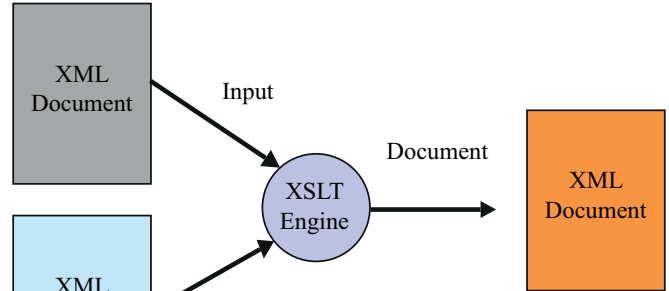 XML
Document
Input
XSLT
Engine
Document
XML
Document
XML